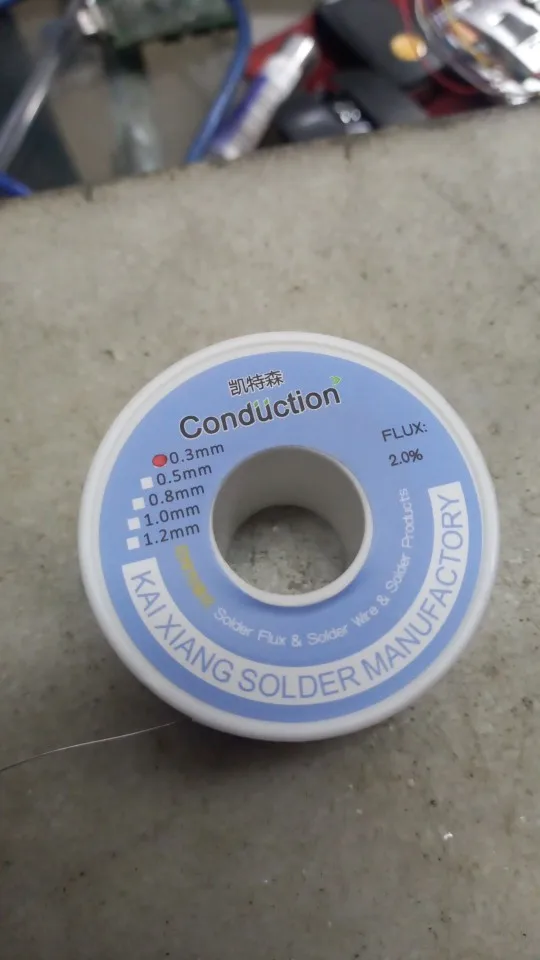 凯特森
Conduction
0.3mm
0.5mm
0.8mm
1.0mm
1.2mm
FLUX:
2.0%
Solder Flux & Solder Wire & Solder Products
KAI XIANG SOLDER MANUFACTORY